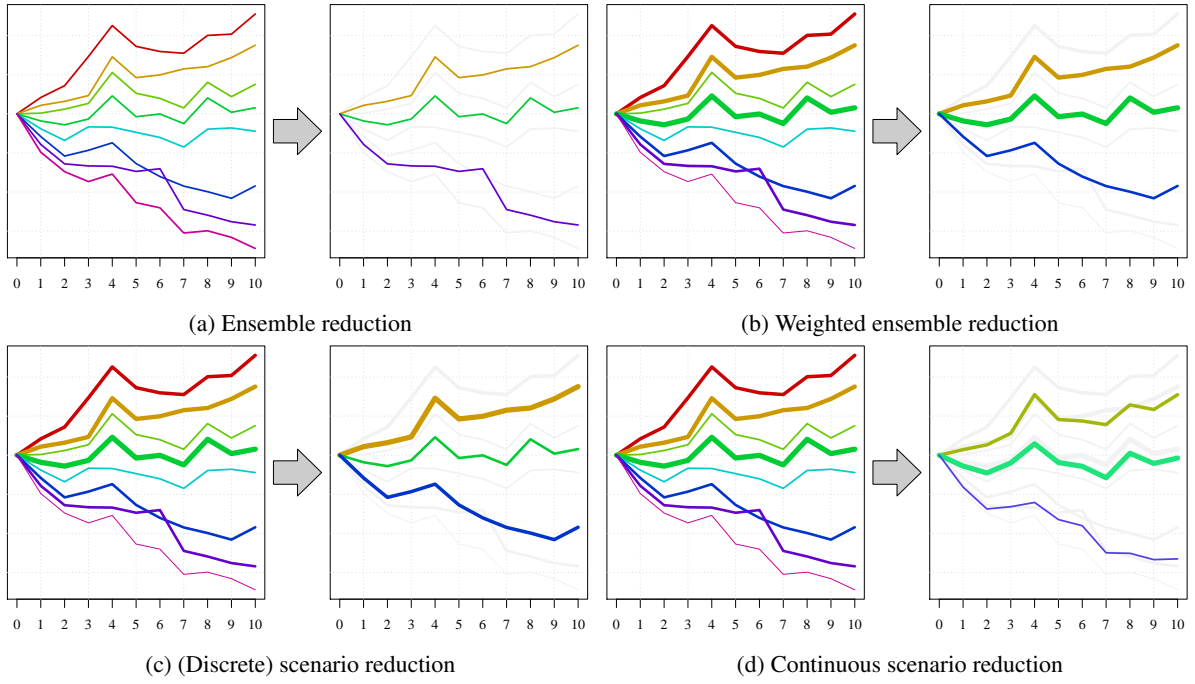 0 1 2 3 4 5 6 7 8 9 10 0 1 2 3 4 5 6 7 8 9 10 0 1 2 3 4 5 6 7 8 9 10 0 1 2 3 4 5 6 7 8 9 10
(a) Ensemble reduction
(b) Weighted ensemble reduction
0 1 2 3 4 5 6 7 8 9 10 0 1 2 3 4 5 6 7 8 9 10 0 1 2 3 4 5 6 7 8 9 10 0 1 2 3 4 5 6 7 8 9 10
(c) (Discrete) scenario reduction
(d) Continuous scenario reduction